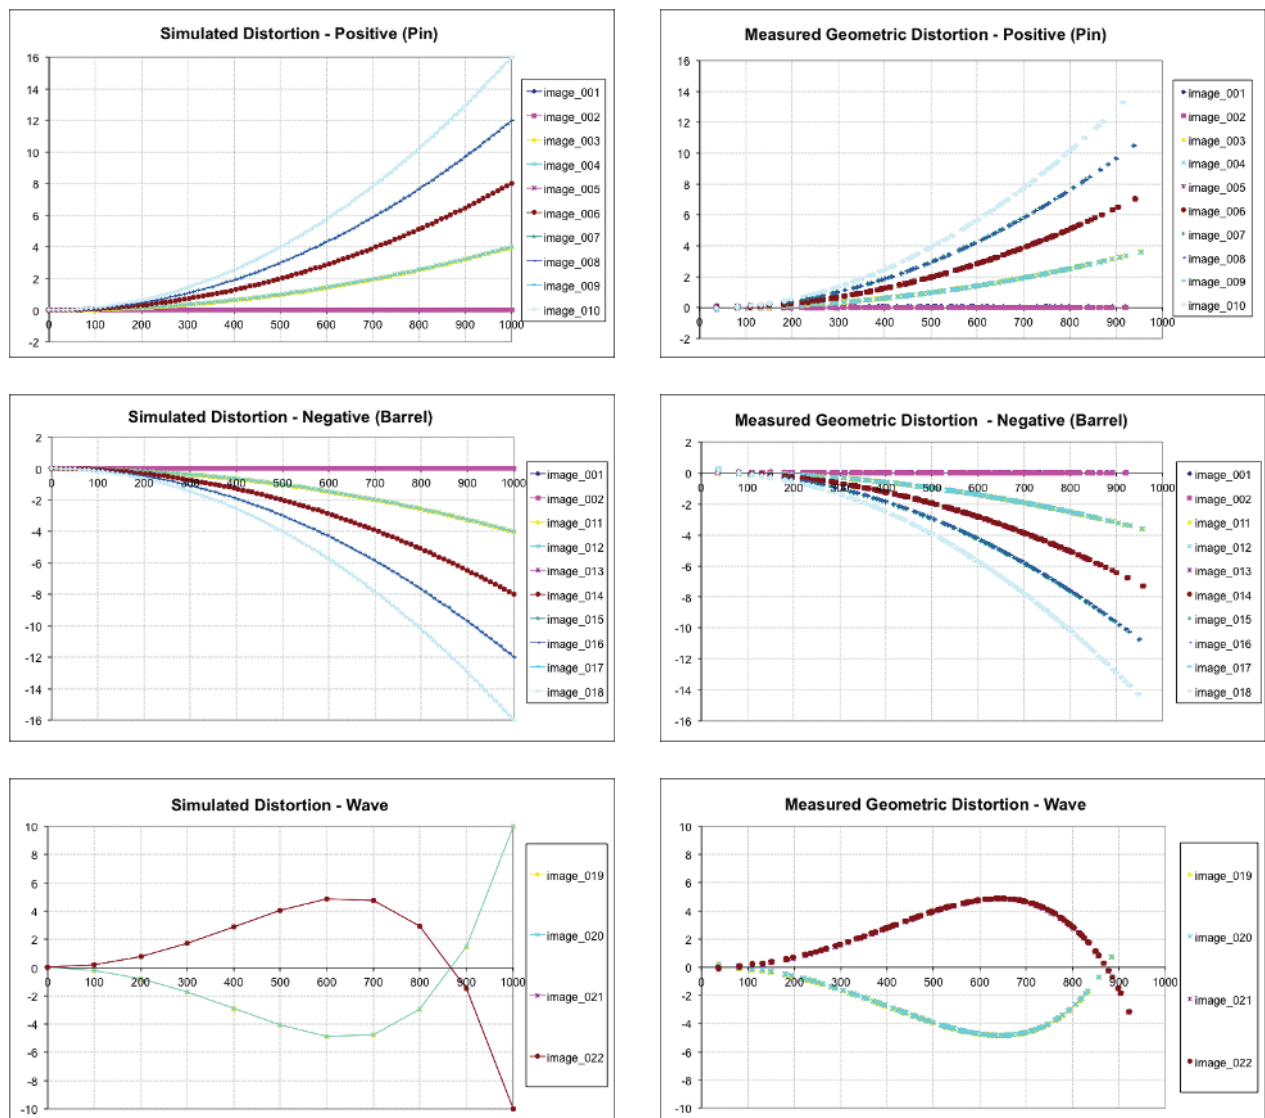 Simulated Distortion - Positive (Pin)
16
14
12
10
8
6
4
2
0
-2
0 100 200 300 400 500 600 700 800 900 1000
image_001
image_002
image_003
image_004
image_005
image_006
image_007
image_008
image_009
image_010
Measured Geometric Distortion - Positive (Pin)
16
14
12
10
8
6
4
2
0
-2
0 100 200 300 400 500 600 700 800 900 1000
image_001
image_002
image_003
image_004
image_005
image_006
image_007
image_008
image_009
image_010
Simulated Distortion - Negative (Barrel)
2
0
-2
-4
-6
-8
-10
-12
-14
-16
0 100 200 300 400 500 600 700 800 900 1000
image_001
image_002
image_011
image_012
image_013
image_014
image_015
image_016
image_017
image_018
Measured Geometric Distortion - Negative (Barrel)
2
0
-2
-4
-6
-8
-10
-12
-14
-16
0 100 200 300 400 500 600 700 800 900 1000
image_001
image_002
image_011
image_012
image_013
image_014
image_015
image_016
image_017
image_018
Simulated Distortion - Wave
10
8
6
4
2
0
-2
-4
-6
-8
-10
0 100 200 300 400 500 600 700 800 900 1000
image_019
image_020
image_021
image_022
Measured Geometric Distortion - Wave
10
8
6
4
2
0
-2
-4
-6
-8
-10
0 100 200 300 400 500 600 700 800 900 1000
image_019
image_020
image_021
image_022